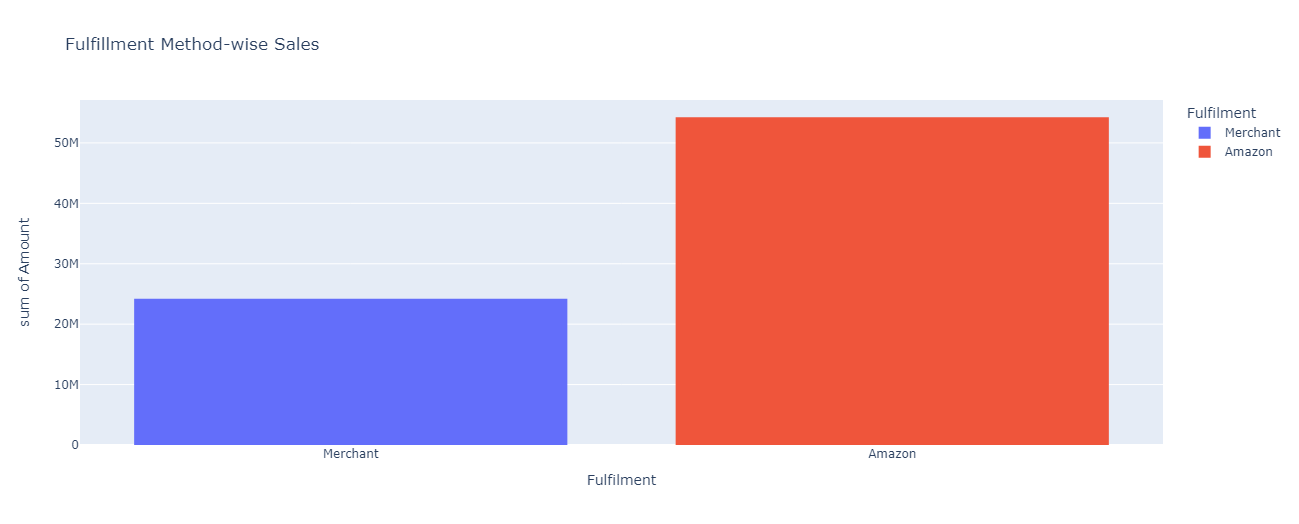 Fulfillment Method-wise Sales
Fulfilment
Merchant
Amazon
50M
40M
30M
20M
10M
0
sum of Amount
Merchant
Amazon
Fulfilment